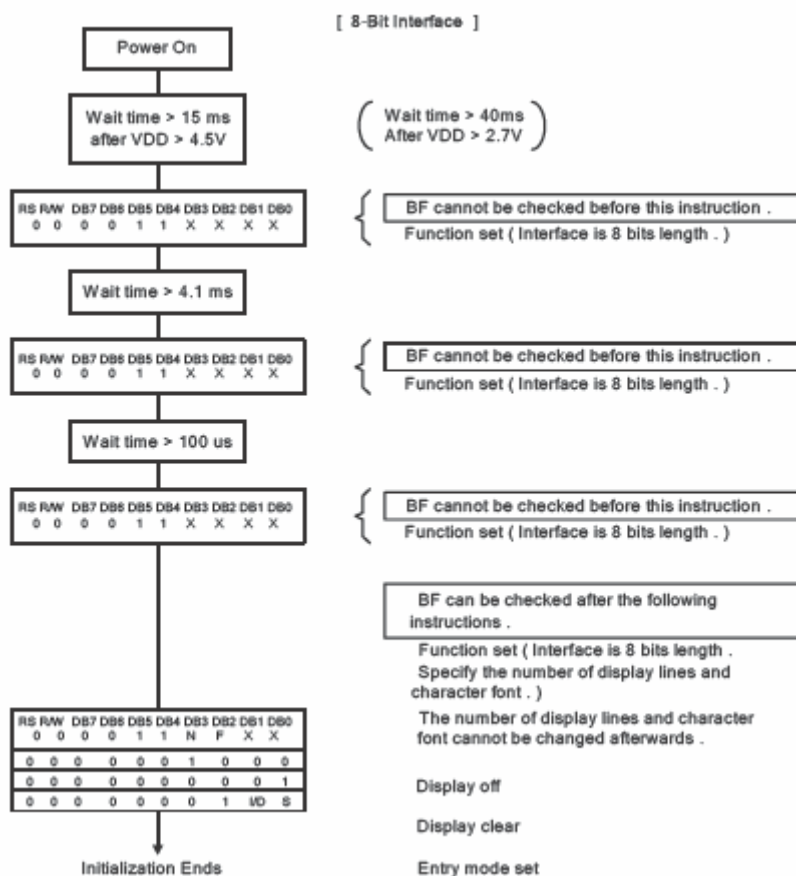 [ 8-Bit Interface ]
Power On
Wait time > 15 ms
after VDD > 4.5V
Wait time > 40ms
After VDD > 2.7V
RS R/W DB7 DB6 DB5 DB4 DB3 DB2 DB1 DB0
0 0 0 0 1 1 X X X X
BF cannot be checked before this instruction .
Function set ( Interface is 8 bits length . )
Wait time > 4.1 ms
RS R/W DB7 DB6 DB5 DB4 DB3 DB2 DB1 DB0
0 0 0 0 1 1 X X X X
BF cannot be checked before this instruction .
Function set ( Interface is 8 bits length . )
Wait time > 100 us
RS R/W DB7 DB6 DB5 DB4 DB3 DB2 DB1 DB0
0 0 0 0 1 1 X X X X
BF cannot be checked before this instruction .
Function set ( Interface is 8 bits length . )
BF can be checked after the following
instructions .
Function set ( Interface is 8 bits length .
Specify the number of display lines and
character font . )
The number of display lines and character
font cannot be changed afterwards .
RS R/W DB7 DB6 DB5 DB4 DB3 DB2 DB1 DB0
0 0 0 0 1 1 N F X X
0 0 0 0 0 0 1 0 0 0
0 0 0 0 0 0 0 0 0 1
0 0 0 0 0 0 0 1 I/D S
Display off
Display clear
Entry mode set
Initialization Ends